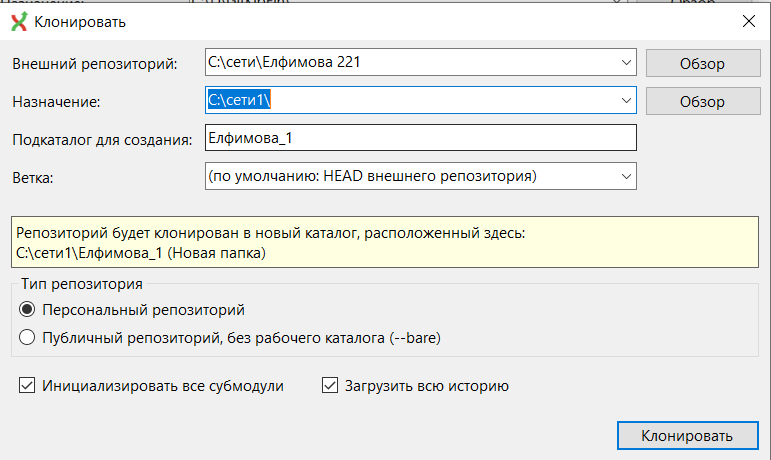 Клонировать
Внешний репозиторий: C:\сети\Елфимова 221 Обзор
Назначение: C:\сети1\ Обзор
Подкаталог для создания: Елфимова_1
Ветка: (по умолчанию: HEAD внешнего репозитория)
Репозиторий будет клонирован в новый каталог, расположенный здесь:
C:\сети1\Елфимова_1 (Новая папка)
Тип репозитория
Персональный репозиторий
Публичный репозиторий, без рабочего каталога (--bare)
Инициализировать все субмодули Загрузить всю историю
Клонировать